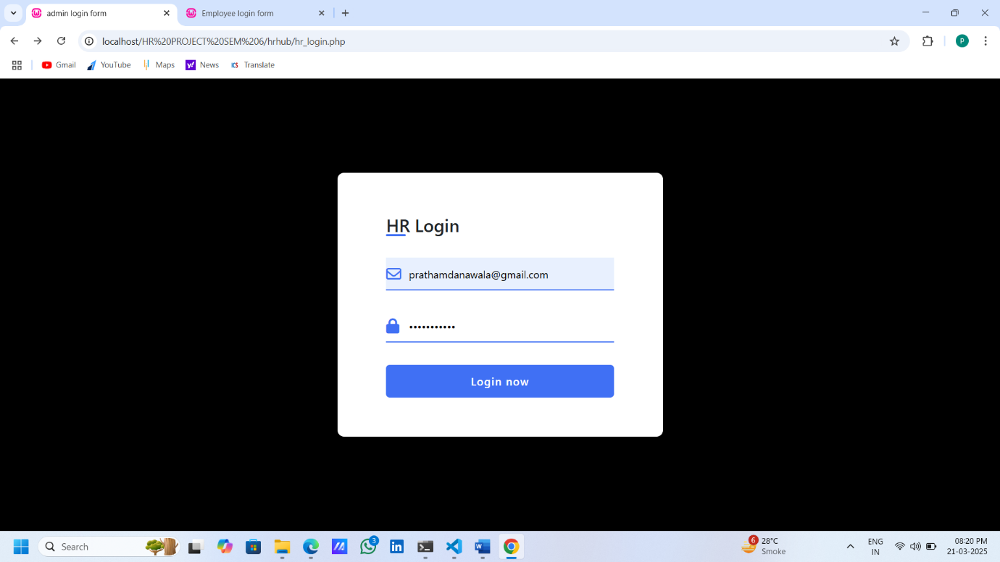 admin login form
Employee login form
localhost/HR%20PROJECT%20SEM%206/hrhub/hr_login.php
P
Gmail
YouTube
Maps
y!
News
ICS
Translate
HR Login
prathamdanawala@gmail.com
•••••••••••
Login now
Search
3
in
W
6
28°C
Smoke
ENG
IN
08:20 PM
21-03-2025